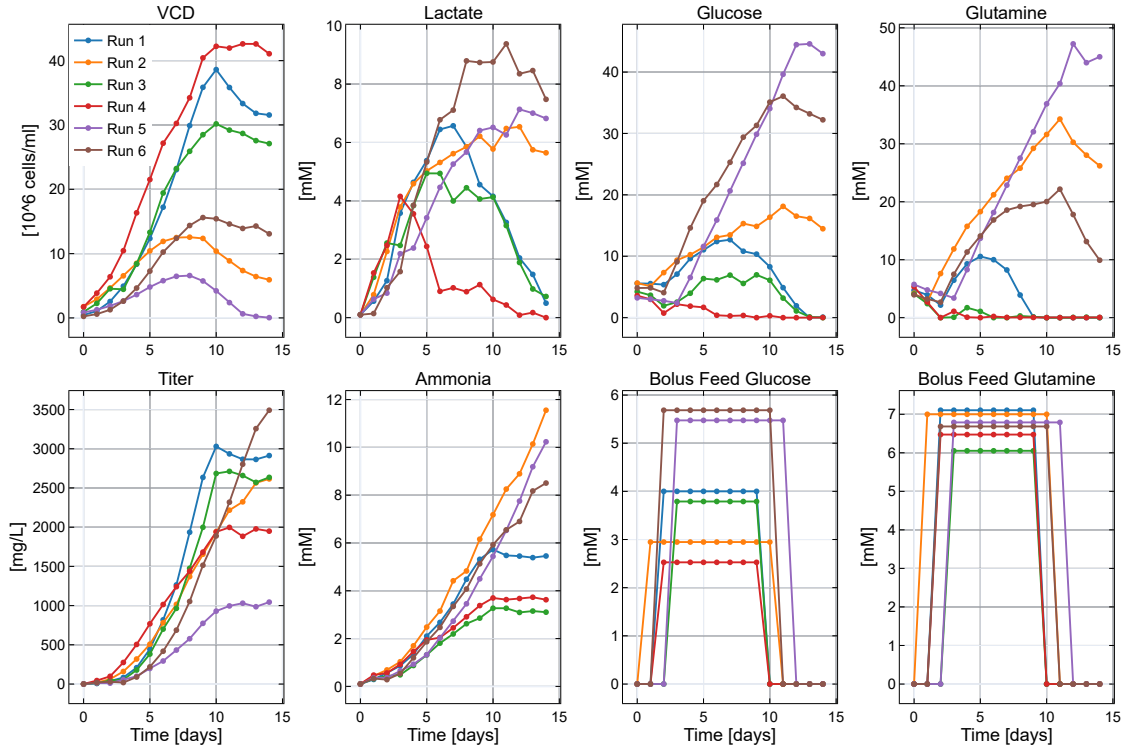 VCD
Lactate
Glucose
Glutamine
[10^6 cells/ml]
40
30
20
10
0
Run 1
Run 2
Run 3
Run 4
Run 5
Run 6
0 5 10 15
[mM]
10
8
6
4
2
0
0 5 10 15
[mM]
40
30
20
10
0
0 5 10 15
[mM]
50
40
30
20
10
0
0 5 10 15
Titer
Ammonia
Bolus Feed Glucose
Bolus Feed Glutamine
[mg/L]
3500
3000
2500
2000
1500
1000
500
0
0 5 10 15
Time [days]
[mM]
12
10
8
6
4
2
0
0 5 10 15
Time [days]
[mM]
6
5
4
3
2
1
0
0 5 10 15
Time [days]
[mM]
7
6
5
4
3
2
1
0
0 5 10 15
Time [days]